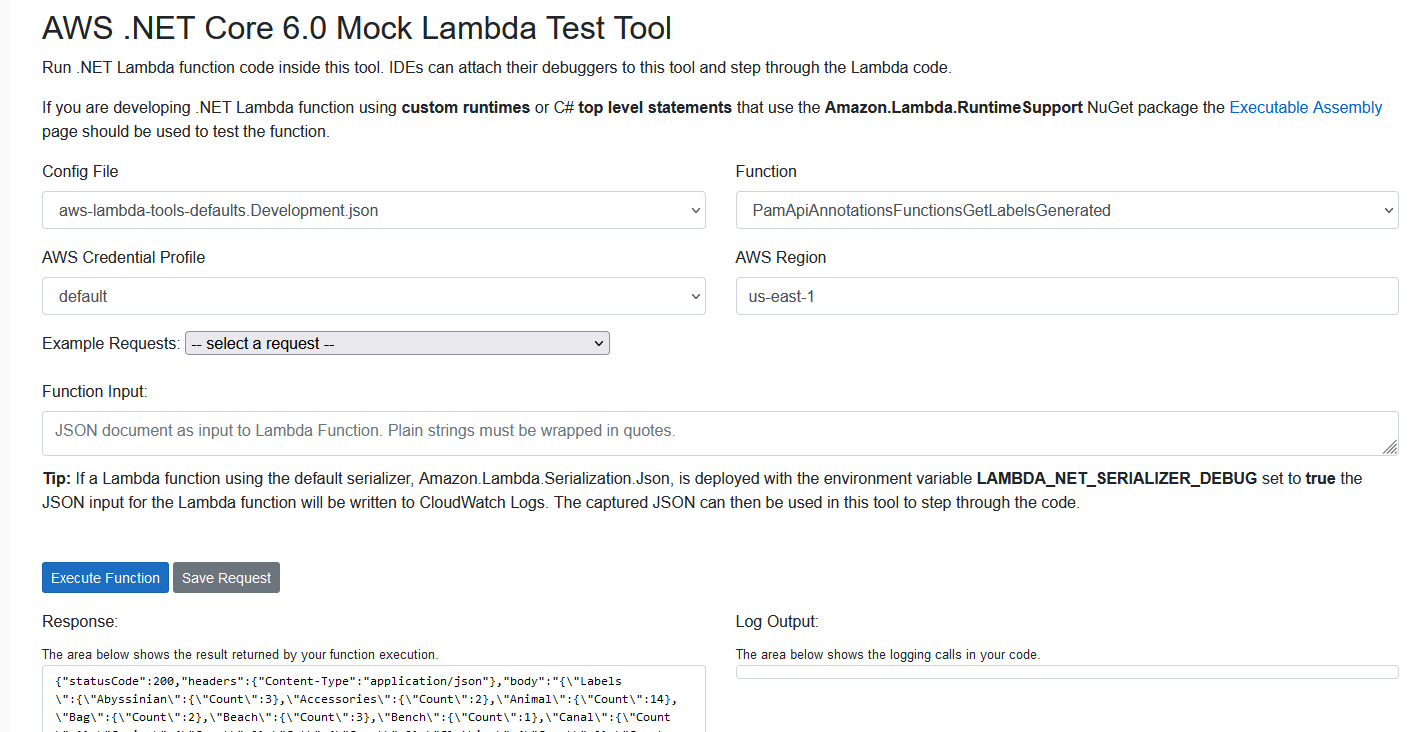 AWS .NET Core 6.0 Mock Lambda Test Tool
Run .NET Lambda function code inside this tool. IDEs can attach their debuggers to this tool and step through the Lambda code.
If you are developing .NET Lambda function using custom runtimes or C# top level statements that use the Amazon.Lambda.RuntimeSupport NuGet package the Executable Assembly
page should be used to test the function.
Config File
Function
aws-lambda-tools-defaults.Development.json
PamApiAnnotationsFunctionsGetLabelsGenerated
AWS Credential Profile
AWS Region
default
us-east-1
Example Requests: -- select a request --
Function Input:
JSON document as input to Lambda Function. Plain strings must be wrapped in quotes.
Tip: If a Lambda function using the default serializer, Amazon.Lambda.Serialization.Json, is deployed with the environment variable LAMBDA_NET_SERIALIZER_DEBUG set to true the
JSON input for the Lambda function will be written to CloudWatch Logs. The captured JSON can then be used in this tool to step through the code.
Execute Function Save Request
Response:
Log Output:
The area below shows the result returned by your function execution.
The area below shows the logging calls in your code.
{"statusCode":200,"headers":{"Content-Type":"application/json"},"body":"{\"Labels
\":{\"Abyssinian\":{\"Count\":3},\"Accessories\":{\"Count\":2},\"Animal\":{\"Count\":14},
\"Bag\":{\"Count\":2},\"Beach\":{\"Count\":3},\"Bench\":{\"Count\":1},\"Canal\":{\"Count